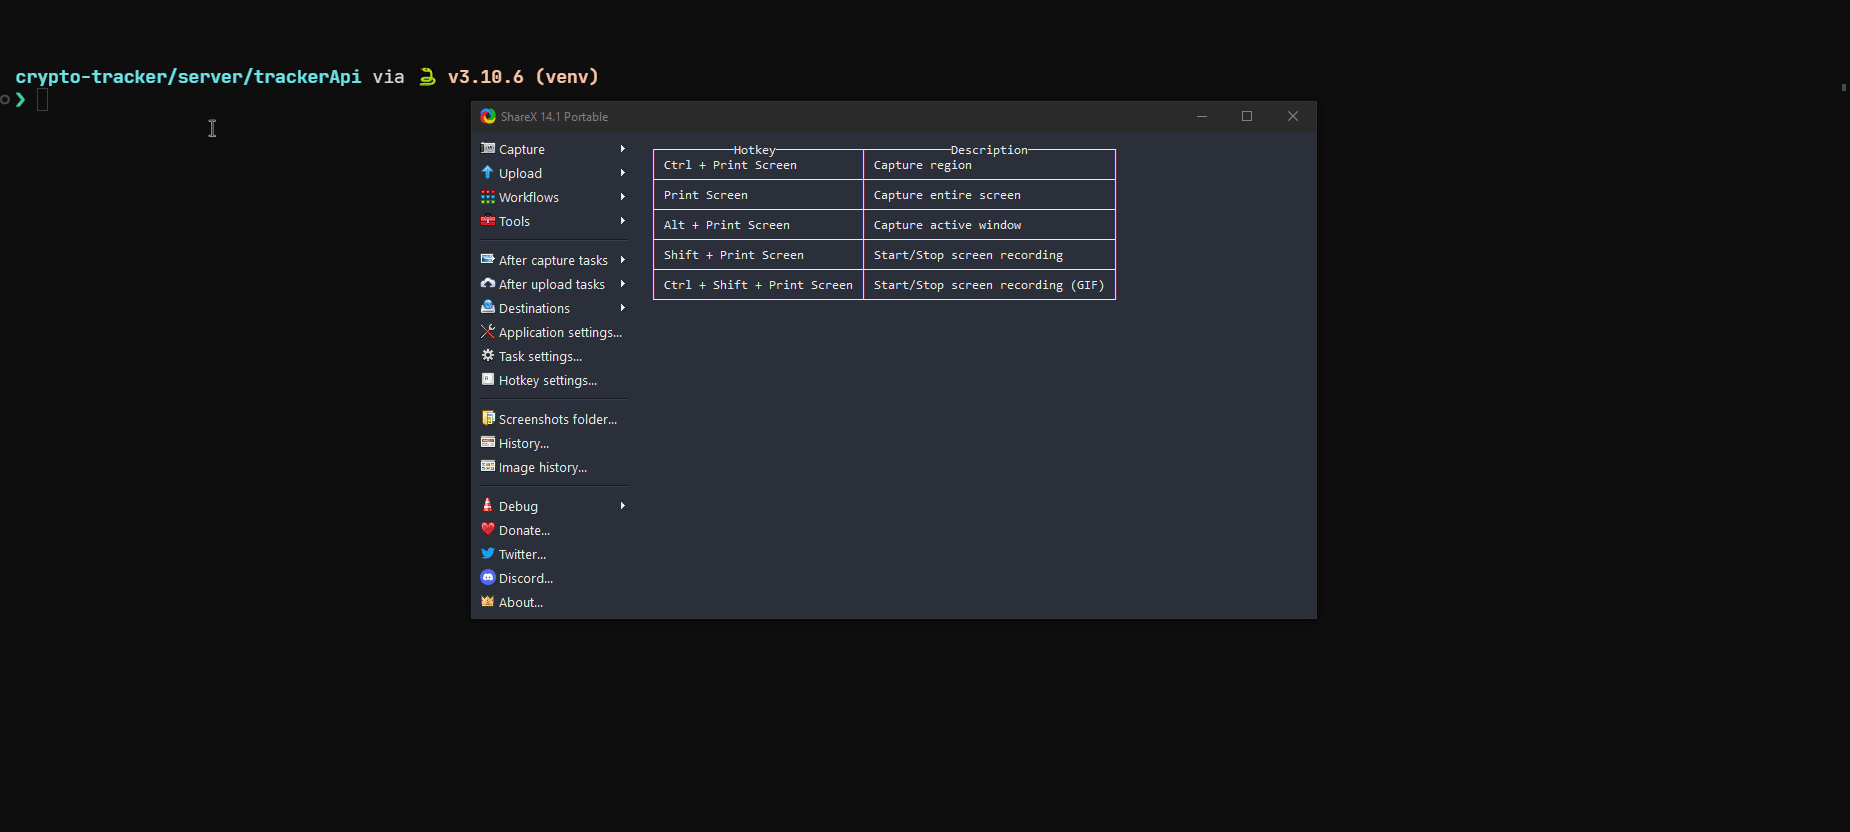 crypto-tracker/server/trackerApi via 🐍 v3.10.6 (venv)
❯
ShareX 14.1 Portable
Capture
Upload
Workflows
Tools
After capture tasks
After upload tasks
Destinations
Application settings...
Task settings...
Hotkey settings...
Screenshots folder...
History...
Image history...
Debug
Donate...
Twitter...
Discord...
About...
Hotkey Description
Ctrl + Print Screen Capture region
Print Screen Capture entire screen
Alt + Print Screen Capture active window
Shift + Print Screen Start/Stop screen recording
Ctrl + Shift + Print Screen Start/Stop screen recording (GIF)